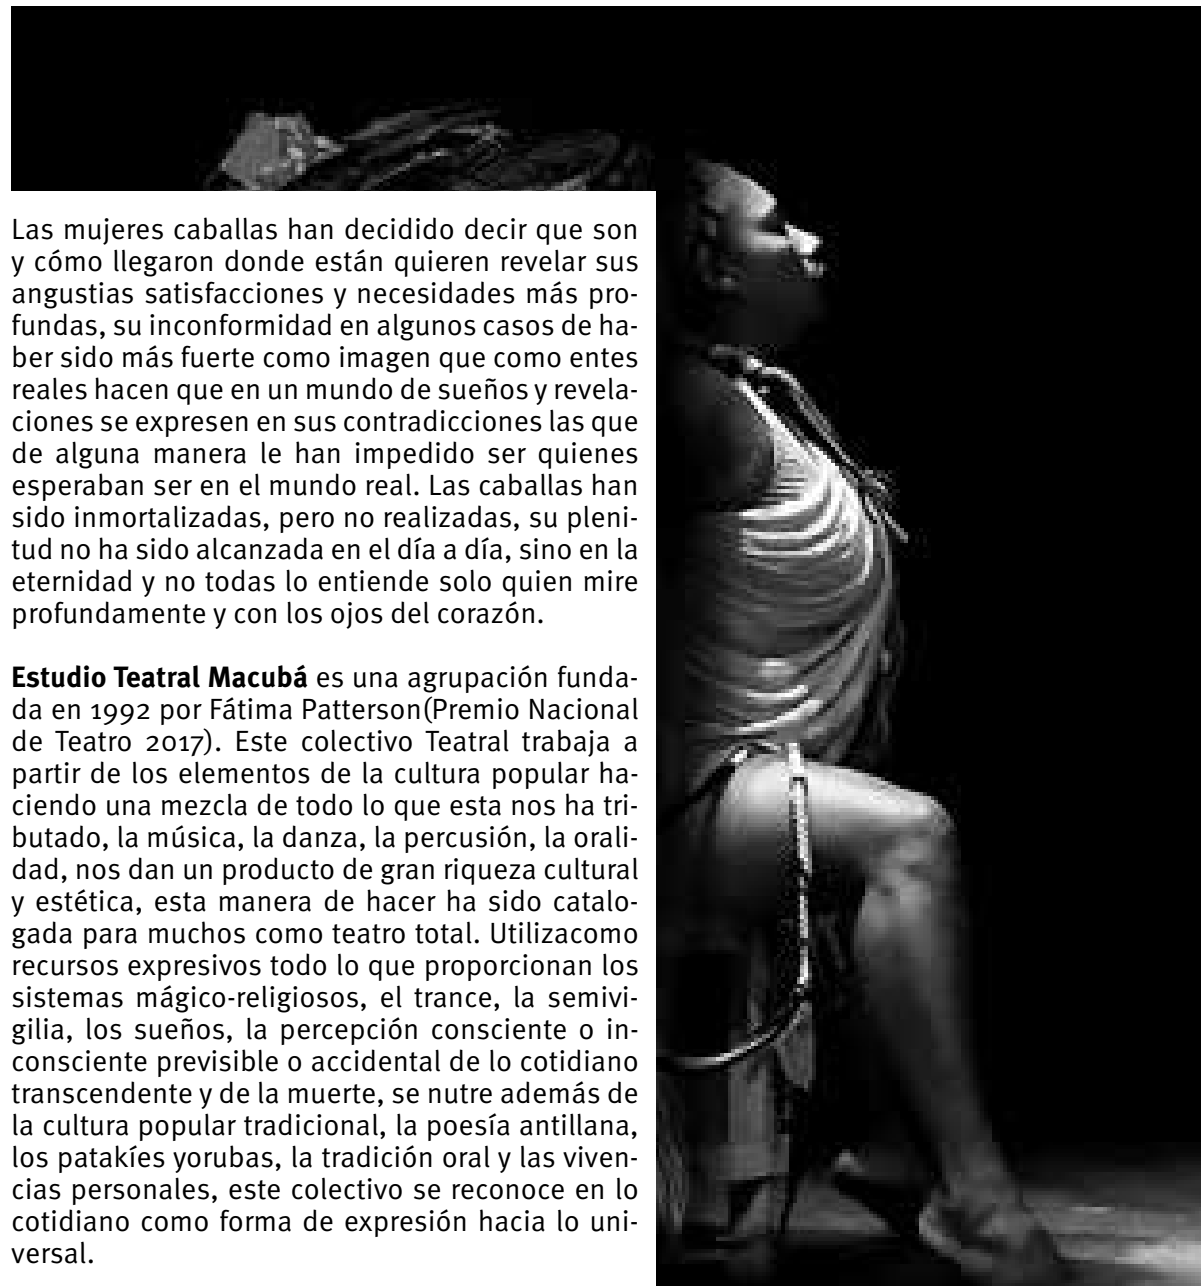 Las mujeres caballas han decidido decir que son
y cómo llegaron donde están quieren revelar sus
angustias satisfacciones y necesidades más pro-
fundas, su inconformidad en algunos casos de ha-
ber sido más fuerte como imagen que como entes
reales hacen que en un mundo de sueños y revela-
ciones se expresen en sus contradicciones las que
de alguna manera le han impedido ser quienes
esperaban ser en el mundo real. Las caballas han
sido inmortalizadas, pero no realizadas, su pleni-
tud no ha sido alcanzada en el día a día, sino en la
eternidad y no todas lo entiende solo quien mire
profundamente y con los ojos del corazón.

Estudio Teatral Macubá es una agrupación funda-
da en 1992 por Fátima Patterson(Premio Nacional
de Teatro 2017). Este colectivo Teatral trabaja a
partir de los elementos de la cultura popular ha-
ciendo una mezcla de todo lo que esta nos ha tri-
butado, la música, la danza, la percusión, la orali-
dad, nos dan un producto de gran riqueza cultural
y estética, esta manera de hacer ha sido catalo-
gada para muchos como teatro total. Utilizacomo
recursos expresivos todo lo que proporcionan los
sistemas mágico-religiosos, el trance, la semivi-
gilia, los sueños, la percepción consciente o in-
consciente previsible o accidental de lo cotidiano
transcendente y de la muerte, se nutre además de
la cultura popular tradicional, la poesía antillana,
los patakíes yorubas, la tradición oral y las viven-
cias personales, este colectivo se reconoce en lo
cotidiano como forma de expresión hacia lo uni-
versal.